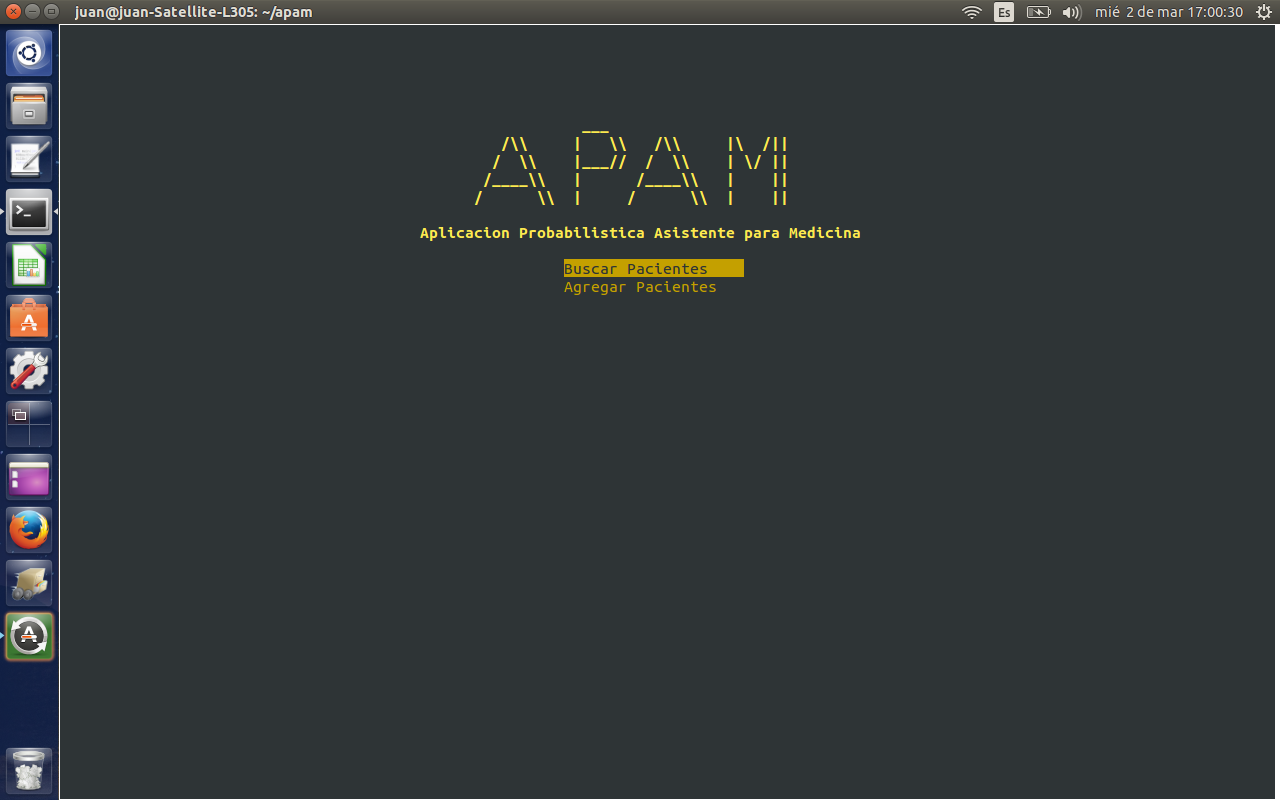 juan@juan-Satellite-L305: ~/apam
Es
mié 2 de mar 17:00:30
APAM
Aplicacion Probabilistica Asistente para Medicina
Buscar Pacientes
Agregar Pacientes